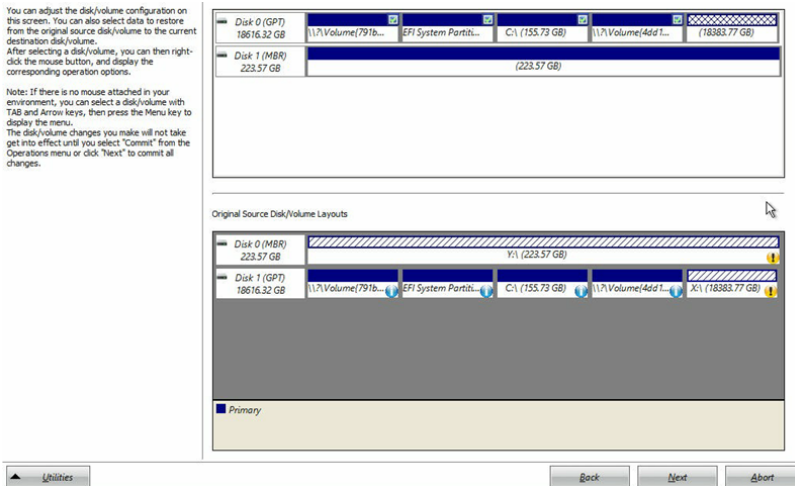 You can adjust the disk/volume configuration on
this screen. You can also select data to restore
from the original source disk/volume to the current
destination disk/volume.
After selecting a disk/volume, you can then right-
click the mouse button, and display the
corresponding operation options.
Note: If there is no mouse attached in your
environment, you can select a disk/volume with
TAB and Arrow keys, then press the Menu key to
display the menu.
The disk/volume changes you make will not take
get into effect until you select "Commit" from the
Operations menu or click "Next" to commit all
changes.
Disk 0 (GPT)
18616.32 GB
\\?\Volume{791b... EFI System Partiti... C:\ (155.73 GB) \\?\Volume{4dd1... (18383.77 GB)
Disk 1 (MBR)
223.57 GB
(223.57 GB)
Original Source Disk/Volume Layouts
Disk 0 (MBR)
223.57 GB
Y:\ (223.57 GB)
Disk 1 (GPT)
18616.32 GB
\\?\Volume{791b... EFI System Partiti... C:\ (155.73 GB) \\?\Volume{4dd1... X:\ (18383.77 GB)
Primary
Utilities Back Next Abort